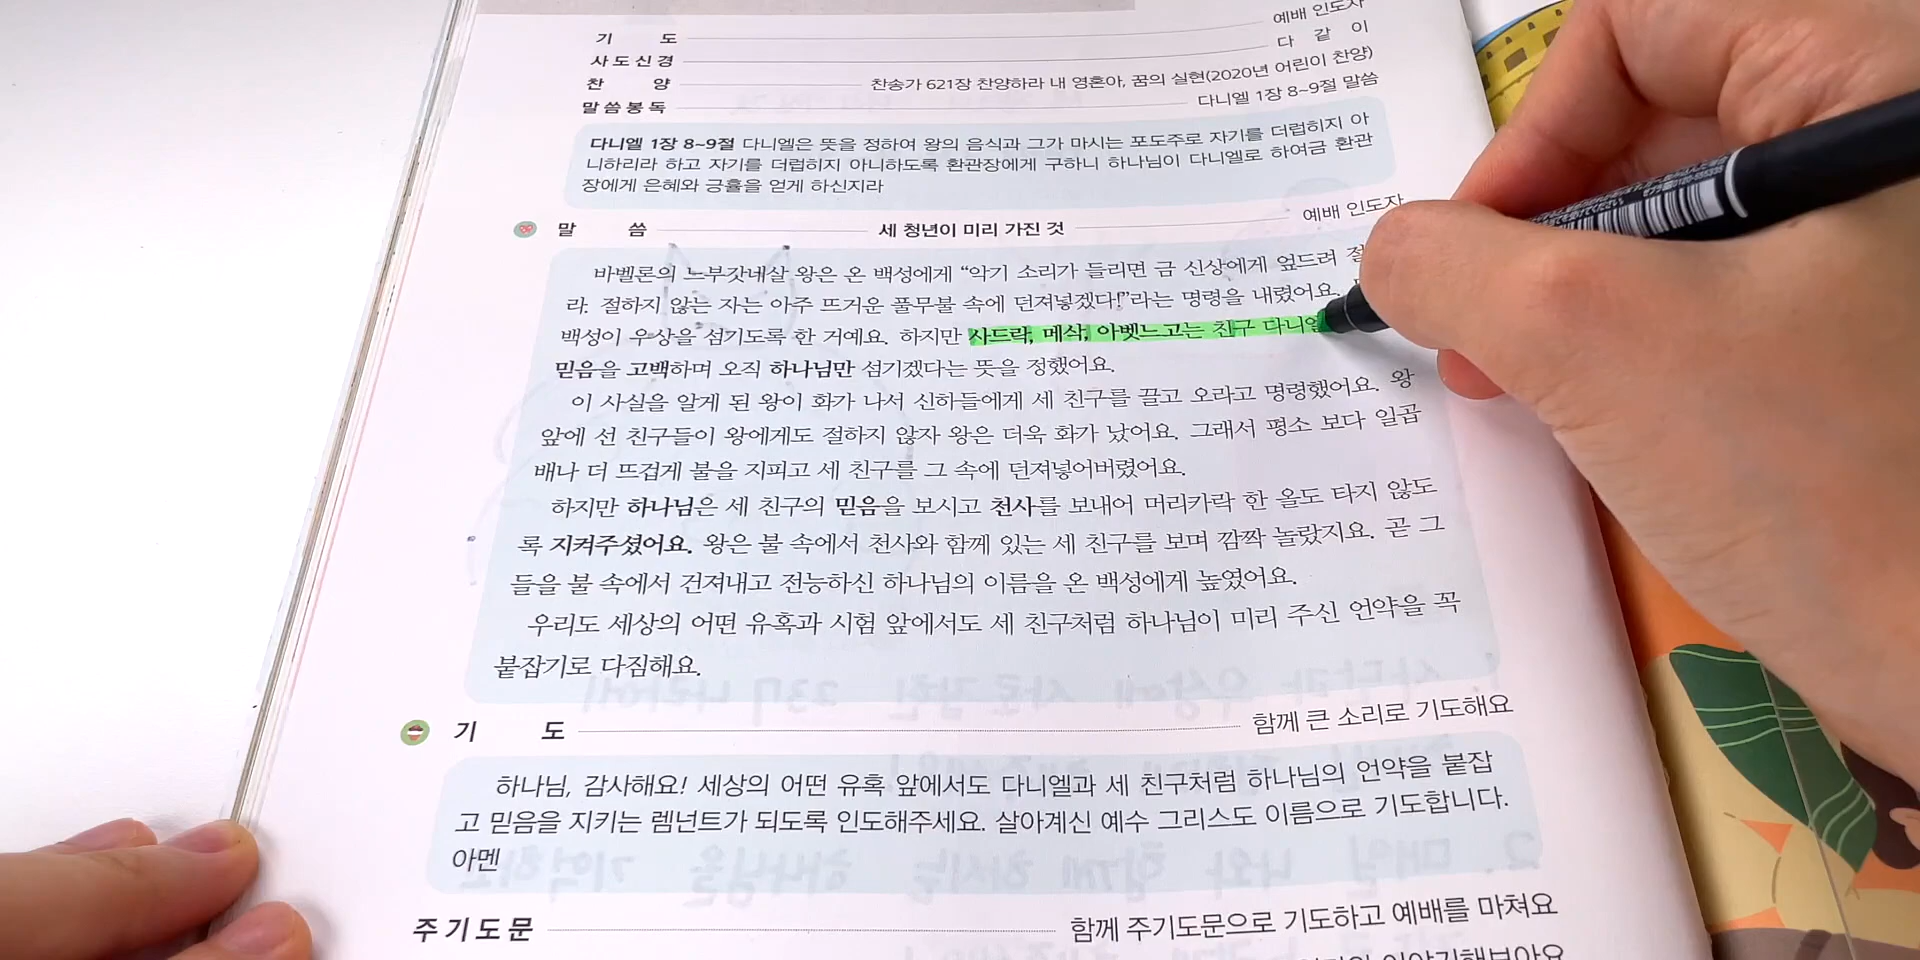 기 도 예배 인도자
사도신경 다 같 이
찬 양 찬송가 621장 찬양하라 내 영혼아, 꿈의 실현(2020년 어린이 찬양)
말씀봉독 다니엘 1장 8~9절 말씀
다니엘 1장 8~9절 다니엘은 뜻을 정하여 왕의 음식과 그가 마시는 포도주로 자기를 더럽히지 아
니하리라 하고 자기를 더럽히지 아니하도록 환관장에게 구하니 하나님이 다니엘로 하여금 환관
장에게 은혜와 긍휼을 얻게 하신지라
말 씀 세 청년이 미리 가진 것 예배 인도자
바벨론의 느부갓네살 왕은 온 백성에게 “악기 소리가 들리면 금 신상에게 엎드려 절
라. 절하지 않는 자는 아주 뜨거운 풀무불 속에 던져넣겠다!”라는 명령을 내렸어요.
백성이 우상을 섬기도록 한 거예요. 하지만 사드락, 메삭, 아벳느고는 친구 다니엘
믿음을 고백하며 오직 하나님만 섬기겠다는 뜻을 정했어요.
이 사실을 알게 된 왕이 화가 나서 신하들에게 세 친구를 끌고 오라고 명령했어요. 왕
앞에 선 친구들이 왕에게도 절하지 않자 왕은 더욱 화가 났어요. 그래서 평소 보다 일곱
배나 더 뜨겁게 불을 지피고 세 친구를 그 속에 던져넣어버렸어요.
하지만 하나님은 세 친구의 믿음을 보시고 천사를 보내어 머리카락 한 올도 타지 않도
록 지켜주셨어요. 왕은 불 속에서 천사와 함께 있는 세 친구를 보며 깜짝 놀랐지요. 곧 그
들을 불 속에서 건져내고 전능하신 하나님의 이름을 온 백성에게 높였어요.
우리도 세상의 어떤 유혹과 시험 앞에서도 세 친구처럼 하나님이 미리 주신 언약을 꼭
붙잡기로 다짐해요.
기 도 함께 큰 소리로 기도해요
하나님, 감사해요! 세상의 어떤 유혹 앞에서도 다니엘과 세 친구처럼 하나님의 언약을 붙잡
고 믿음을 지키는 렘넌트가 되도록 인도해주세요. 살아계신 예수 그리스도 이름으로 기도합니다.
아멘
주기도문 함께 주기도문으로 기도하고 예배를 마쳐요